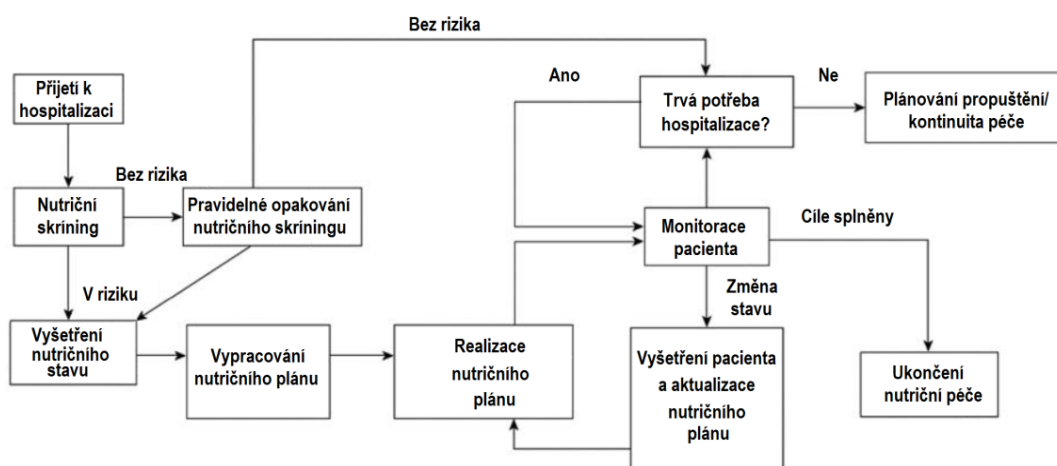 Bez rizika
Přijetí k
hospitalizaci
Ano
Trvá potřeba
hospitalizace?
Ne
Plánování propuštění/
kontinuita péče
Bez rizika
Nutriční
skríning
Pravidelné opakování
nutričního skríningu
Monitorace
pacienta
Cíle splněny
V riziku
Změna
stavu
Vyšetření
nutričního
stavu
Vypracování
nutričního plánu
Realizace
nutričního
plánu
Vyšetření pacienta
a aktualizace
nutričního
plánu
Ukončení
nutriční péče